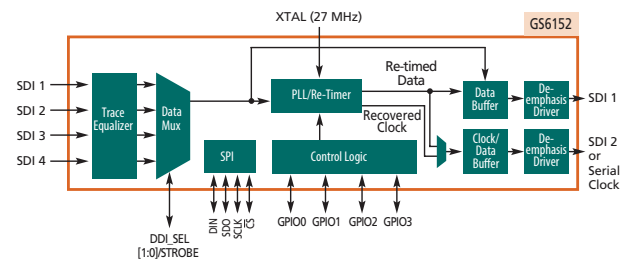 XTAL (27 MHz)
GS6152
SDI 1
SDI 2
SDI 3
SDI 4
Trace
Equalizer
Data
Mux
PLL/Re-Timer
Re-timed
Data
Recovered
Clock
Data
Buffer
De-
emphasis
Driver
SDI 1
SPI
Control Logic
Clock/
Data
Buffer
De-
emphasis
Driver
SDI 2
or
Serial
Clock
DDI_SEL
[1:0]/STROBE
DIN
SDO
SCLK
C̅S̅
GPIO0
GPIO1
GPIO2
GPIO3